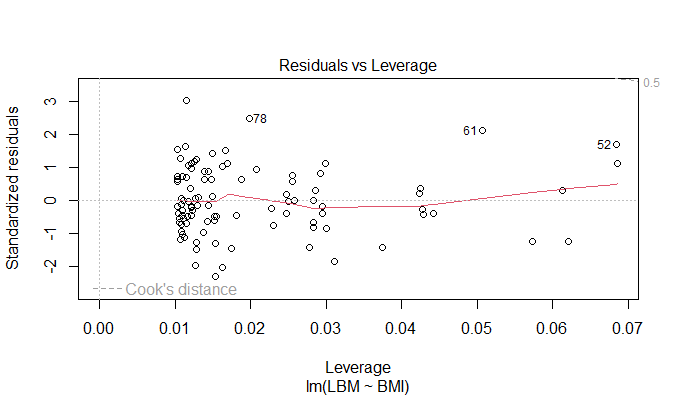 Residuals vs Leverage
Standardized residuals
3
2
1
0
-1
-2
0.5
78
61
52
Cook's distance
0.00 0.01 0.02 0.03 0.04 0.05 0.06 0.07
Leverage
lm(LBM ~ BMI)